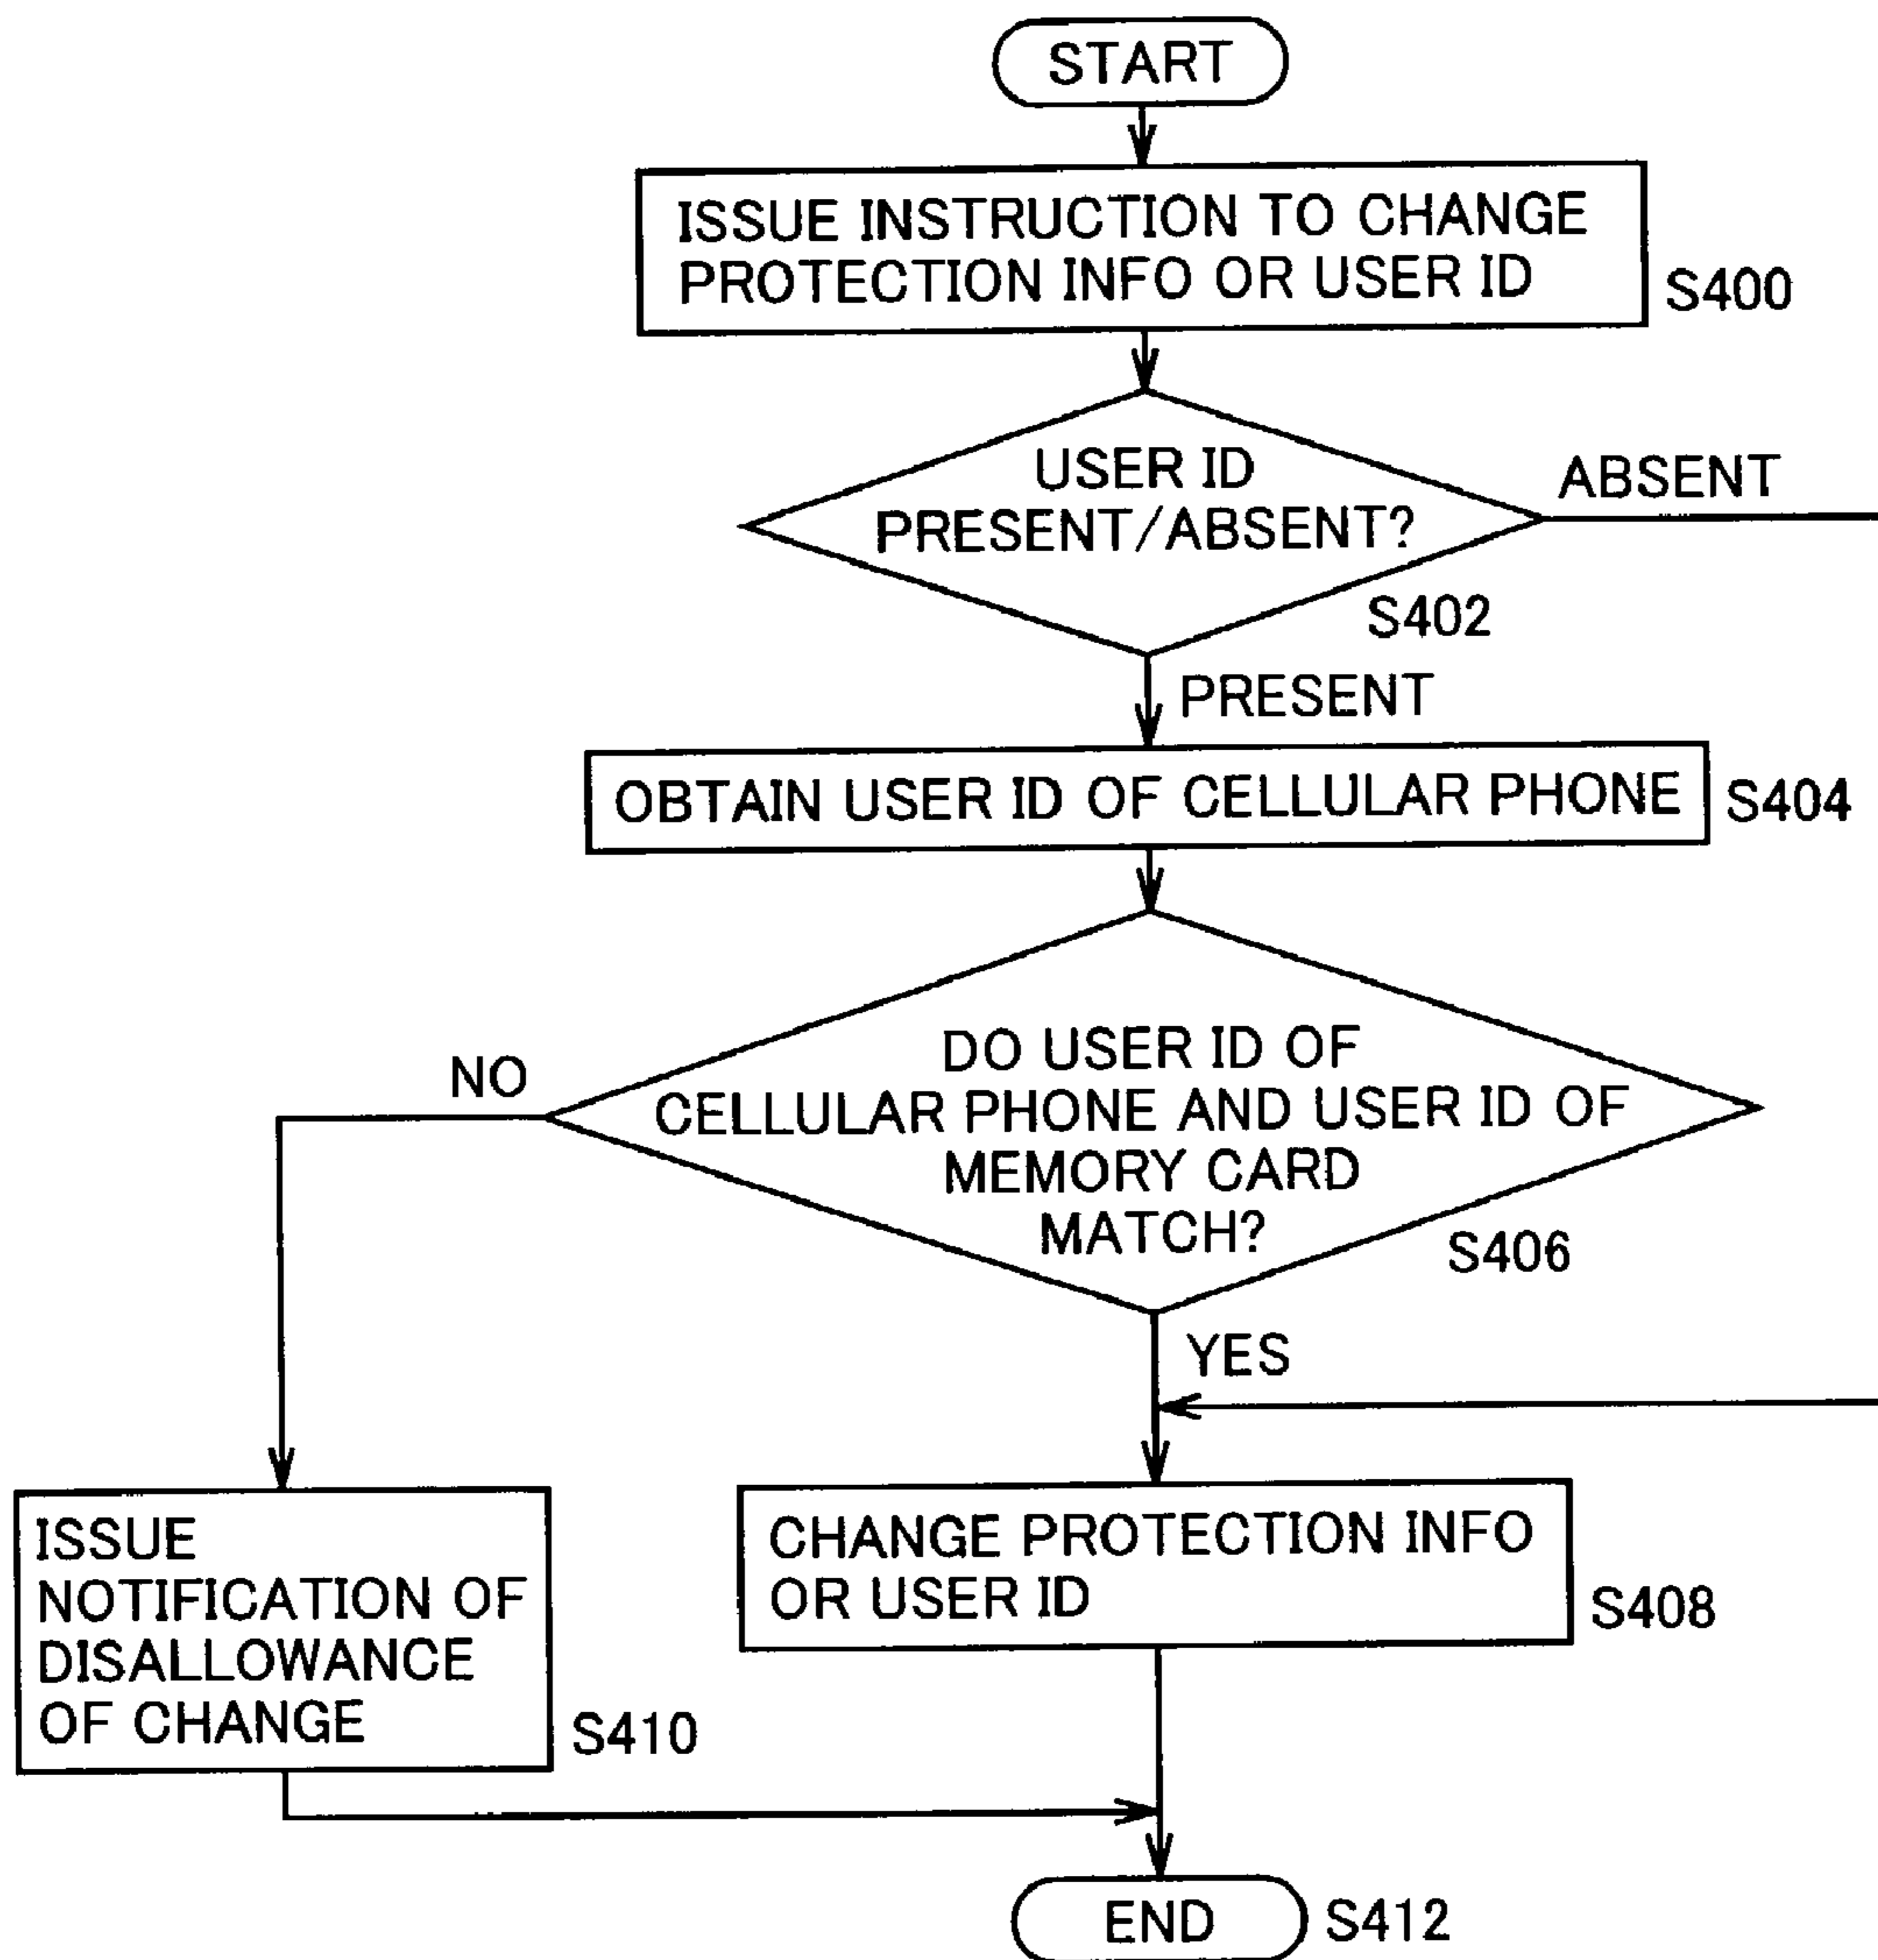 START
ISSUE INSTRUCTION TO CHANGE
PROTECTION INFO OR USER ID
S400
USER ID
PRESENT/ABSENT?
ABSENT
S402
PRESENT
OBTAIN USER ID OF CELLULAR PHONE
S404
DO USER ID OF
CELLULAR PHONE AND USER ID OF
MEMORY CARD
MATCH?
NO
S406
YES
ISSUE
NOTIFICATION OF
DISALLOWANCE
OF CHANGE
S410
CHANGE PROTECTION INFO
OR USER ID
S408
END
S412